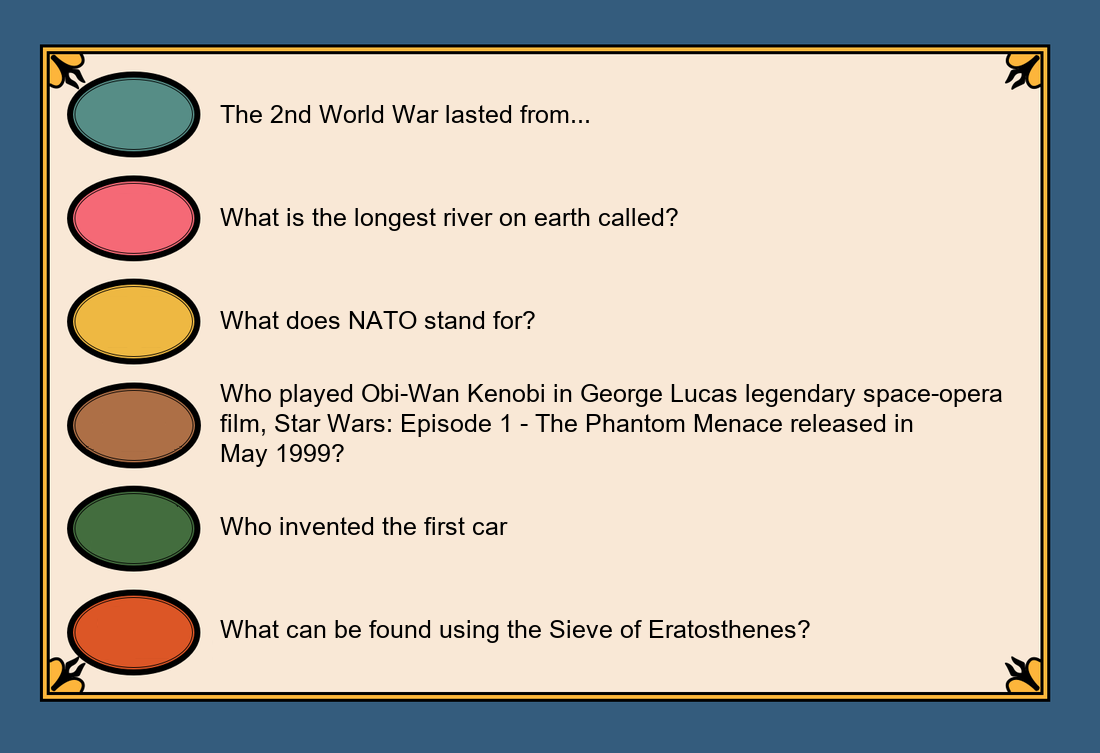 The 2nd World War lasted from...
What is the longest river on earth called?
What does NATO stand for?
Who played Obi-Wan Kenobi in George Lucas legendary space-opera
film, Star Wars: Episode 1 - The Phantom Menace released in
May 1999?
Who invented the first car
What can be found using the Sieve of Eratosthenes?